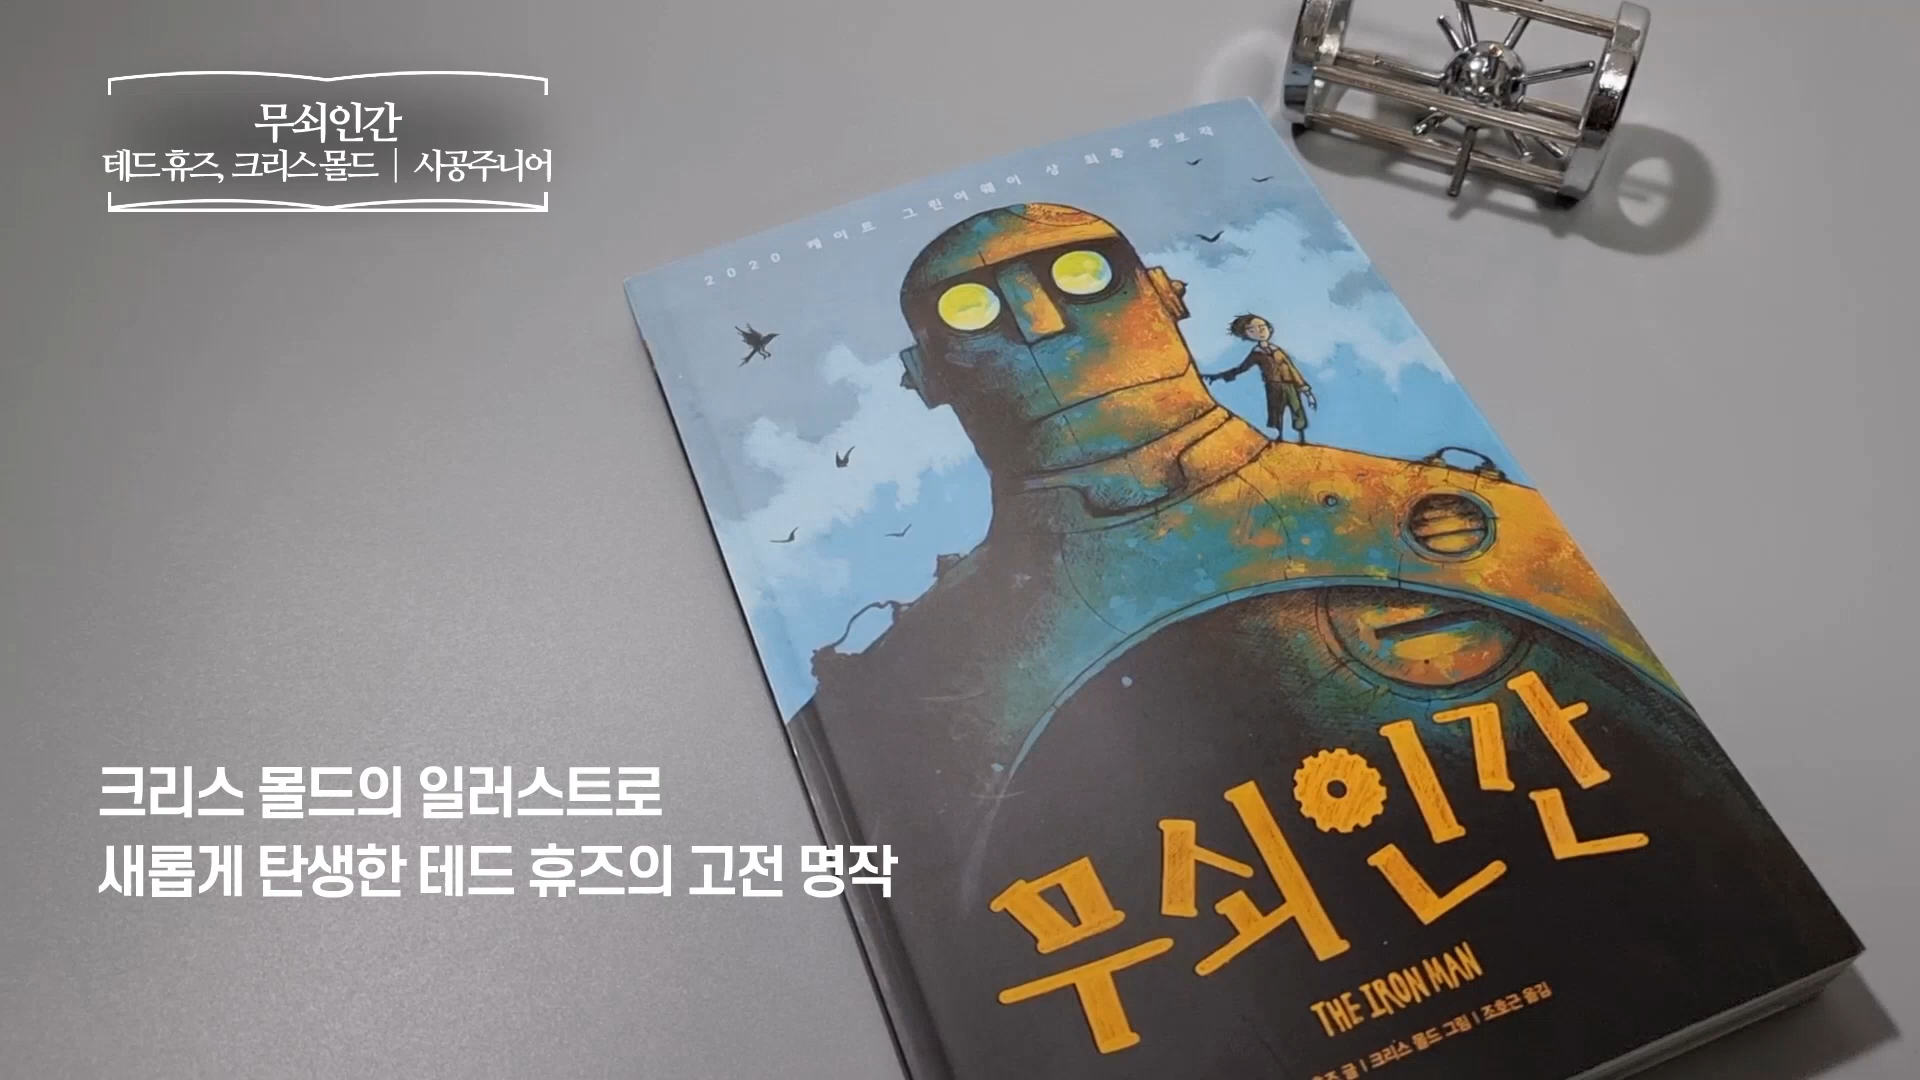 무쇠인간
테드 휴즈, 크리스 몰드 | 사공주니어
2020 케이트 그린어웨이 상 최종 후보작
크리스 몰드의 일러스트로
새롭게 탄생한 테드 휴즈의 고전 명작
무쇠인간
THE IRON MAN
휴즈 글 | 크리스 몰드 그림 | 조호근 옮김